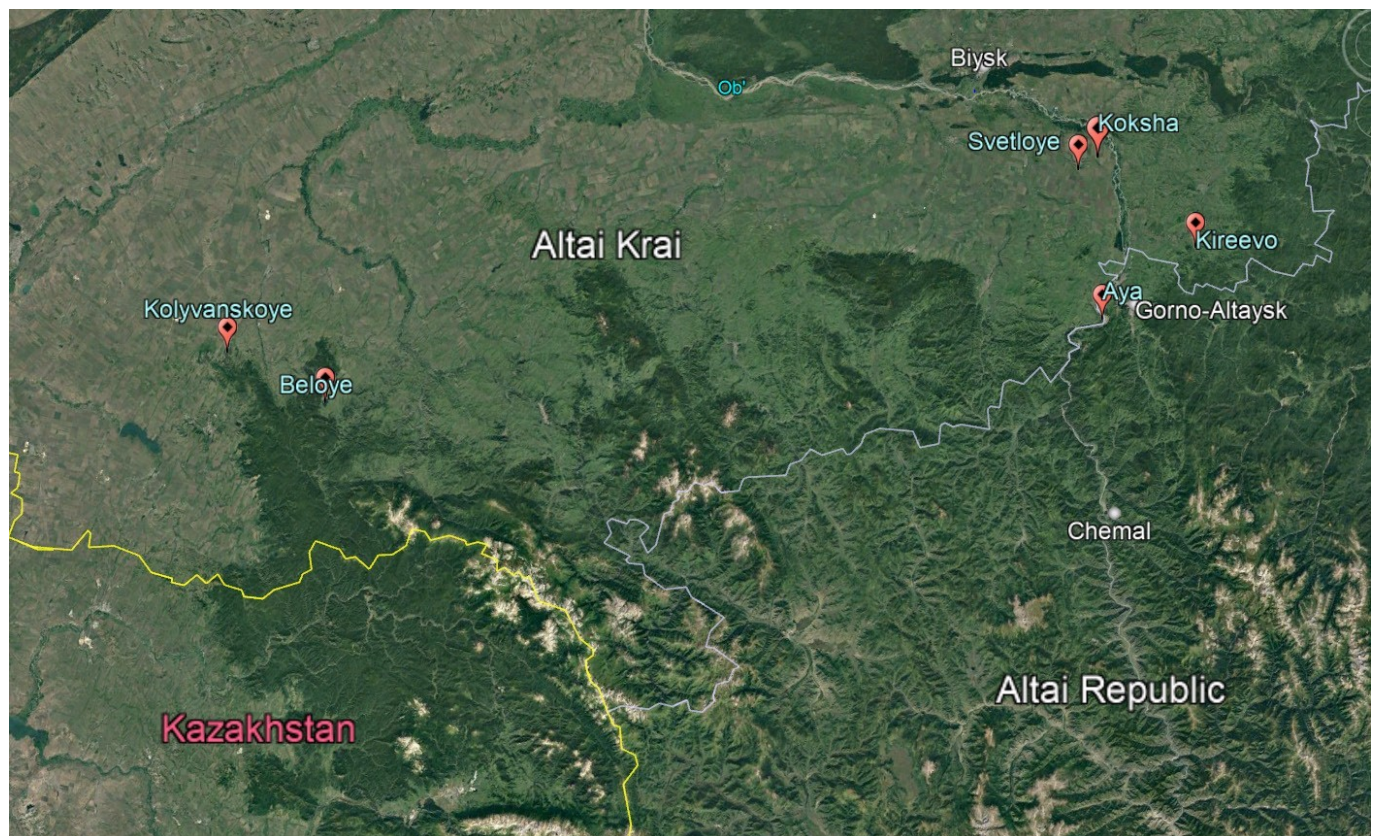 Biysk
Ob'
Koksha
Svetloye
Kireevo
Altai Krai
Aya
Gorno-Altaysk
Kolyvanskoye
Beloye
Chemal
Altai Republic
Kazakhstan